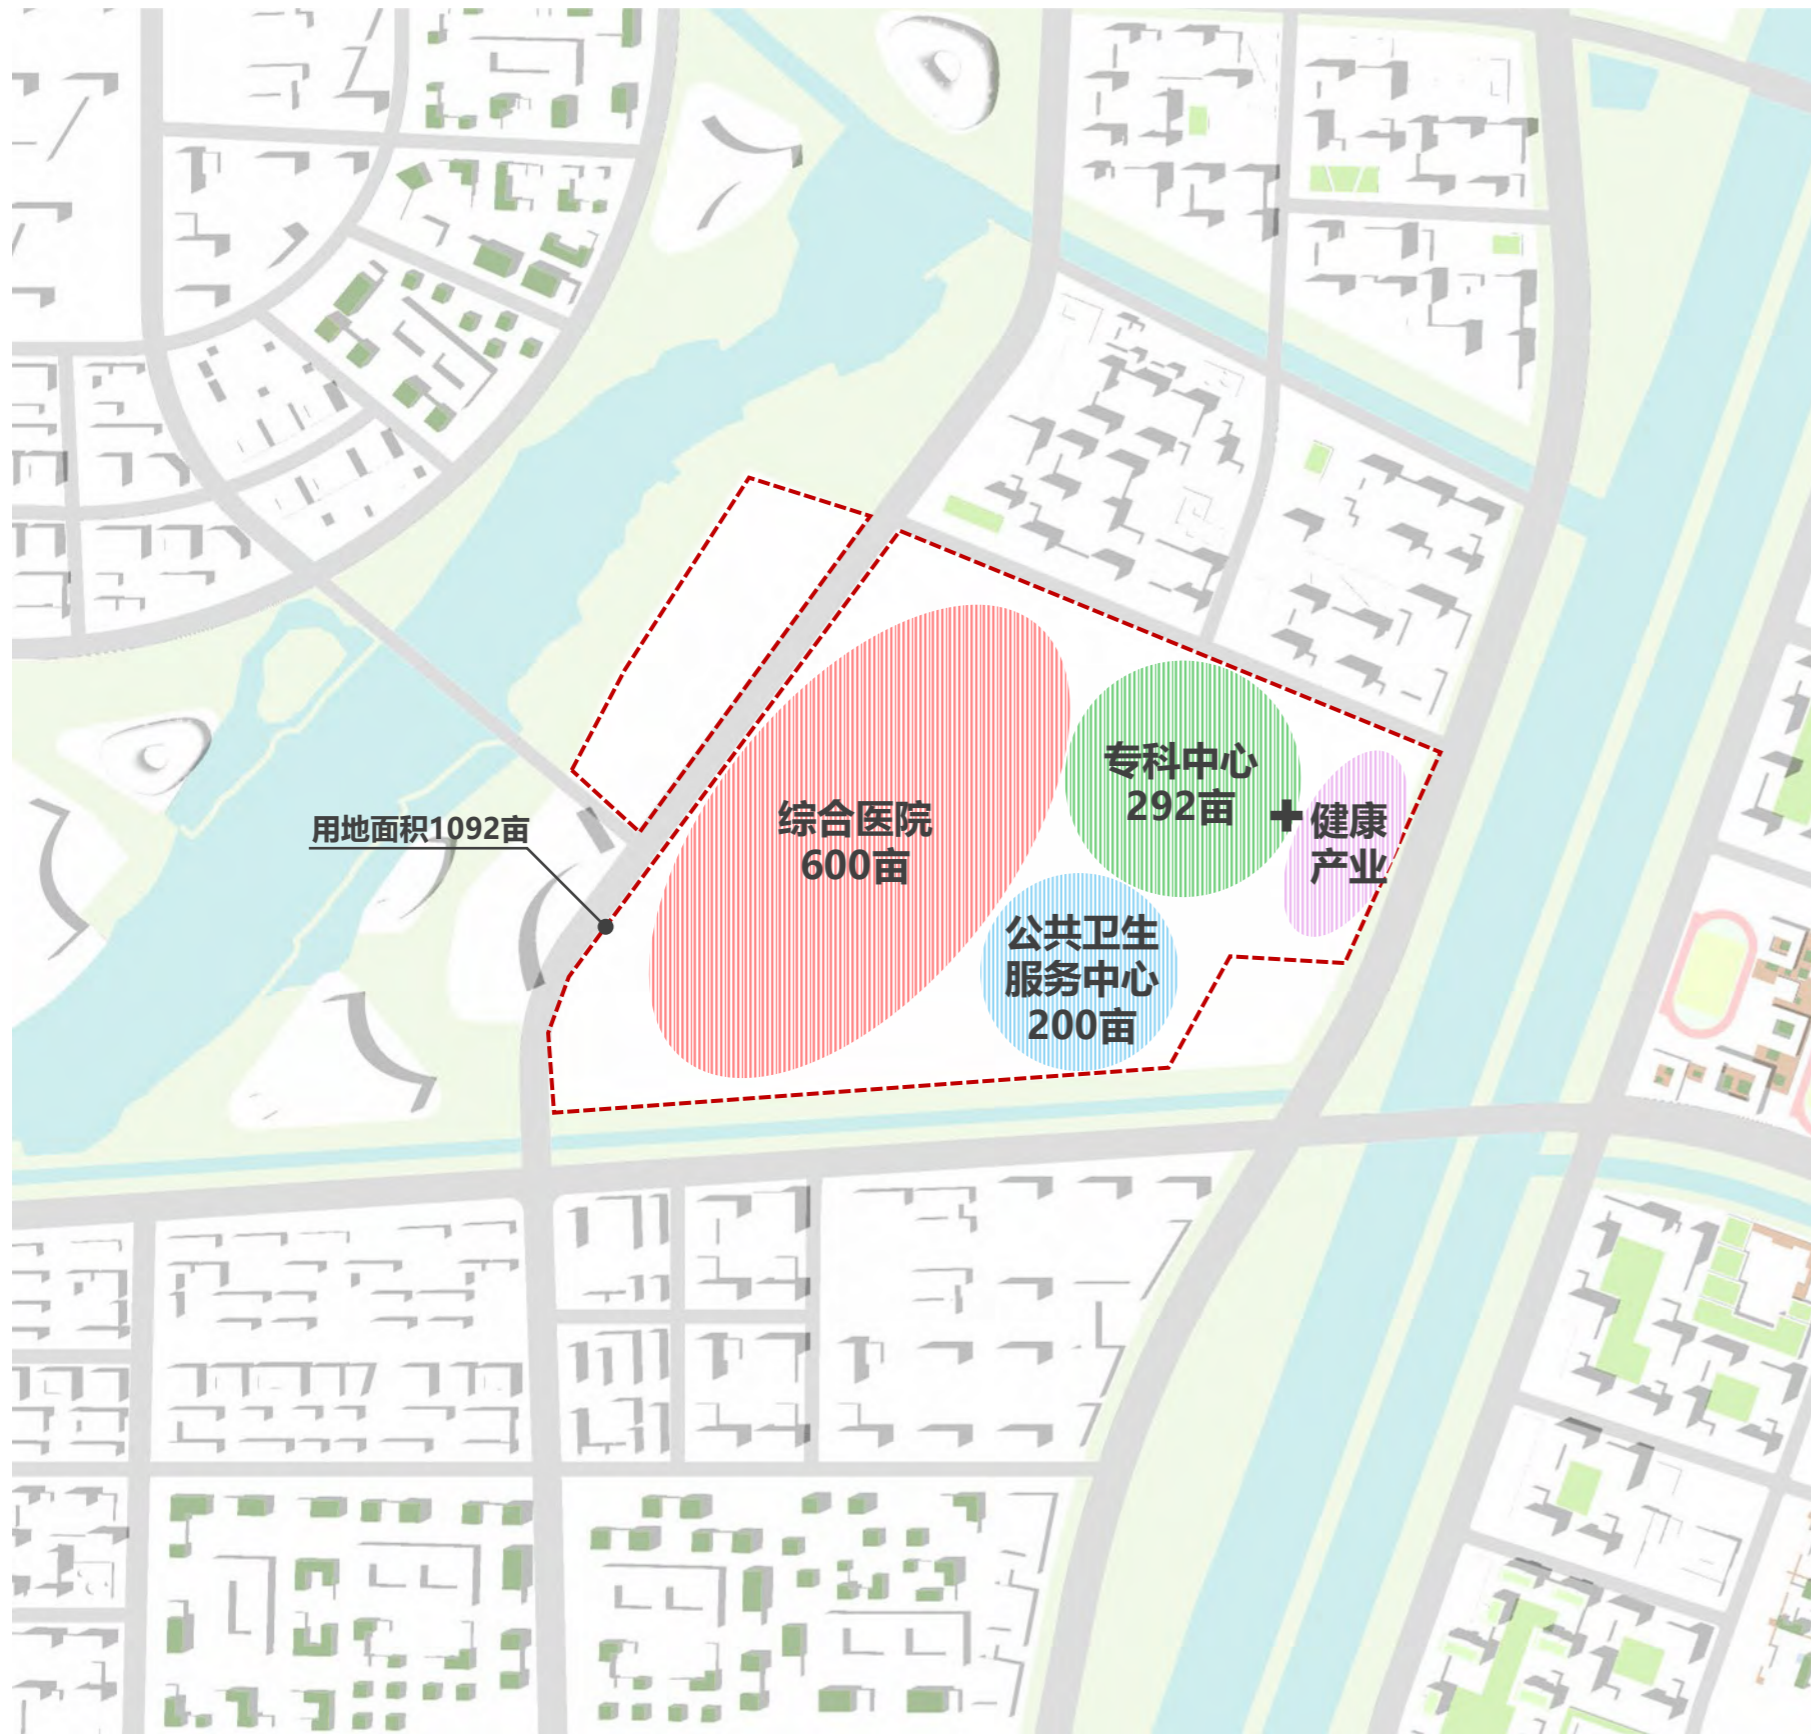 用地面积1092亩
综合医院
600亩
专科中心
292亩
+
健康
产业
公共卫生
服务中心
200亩